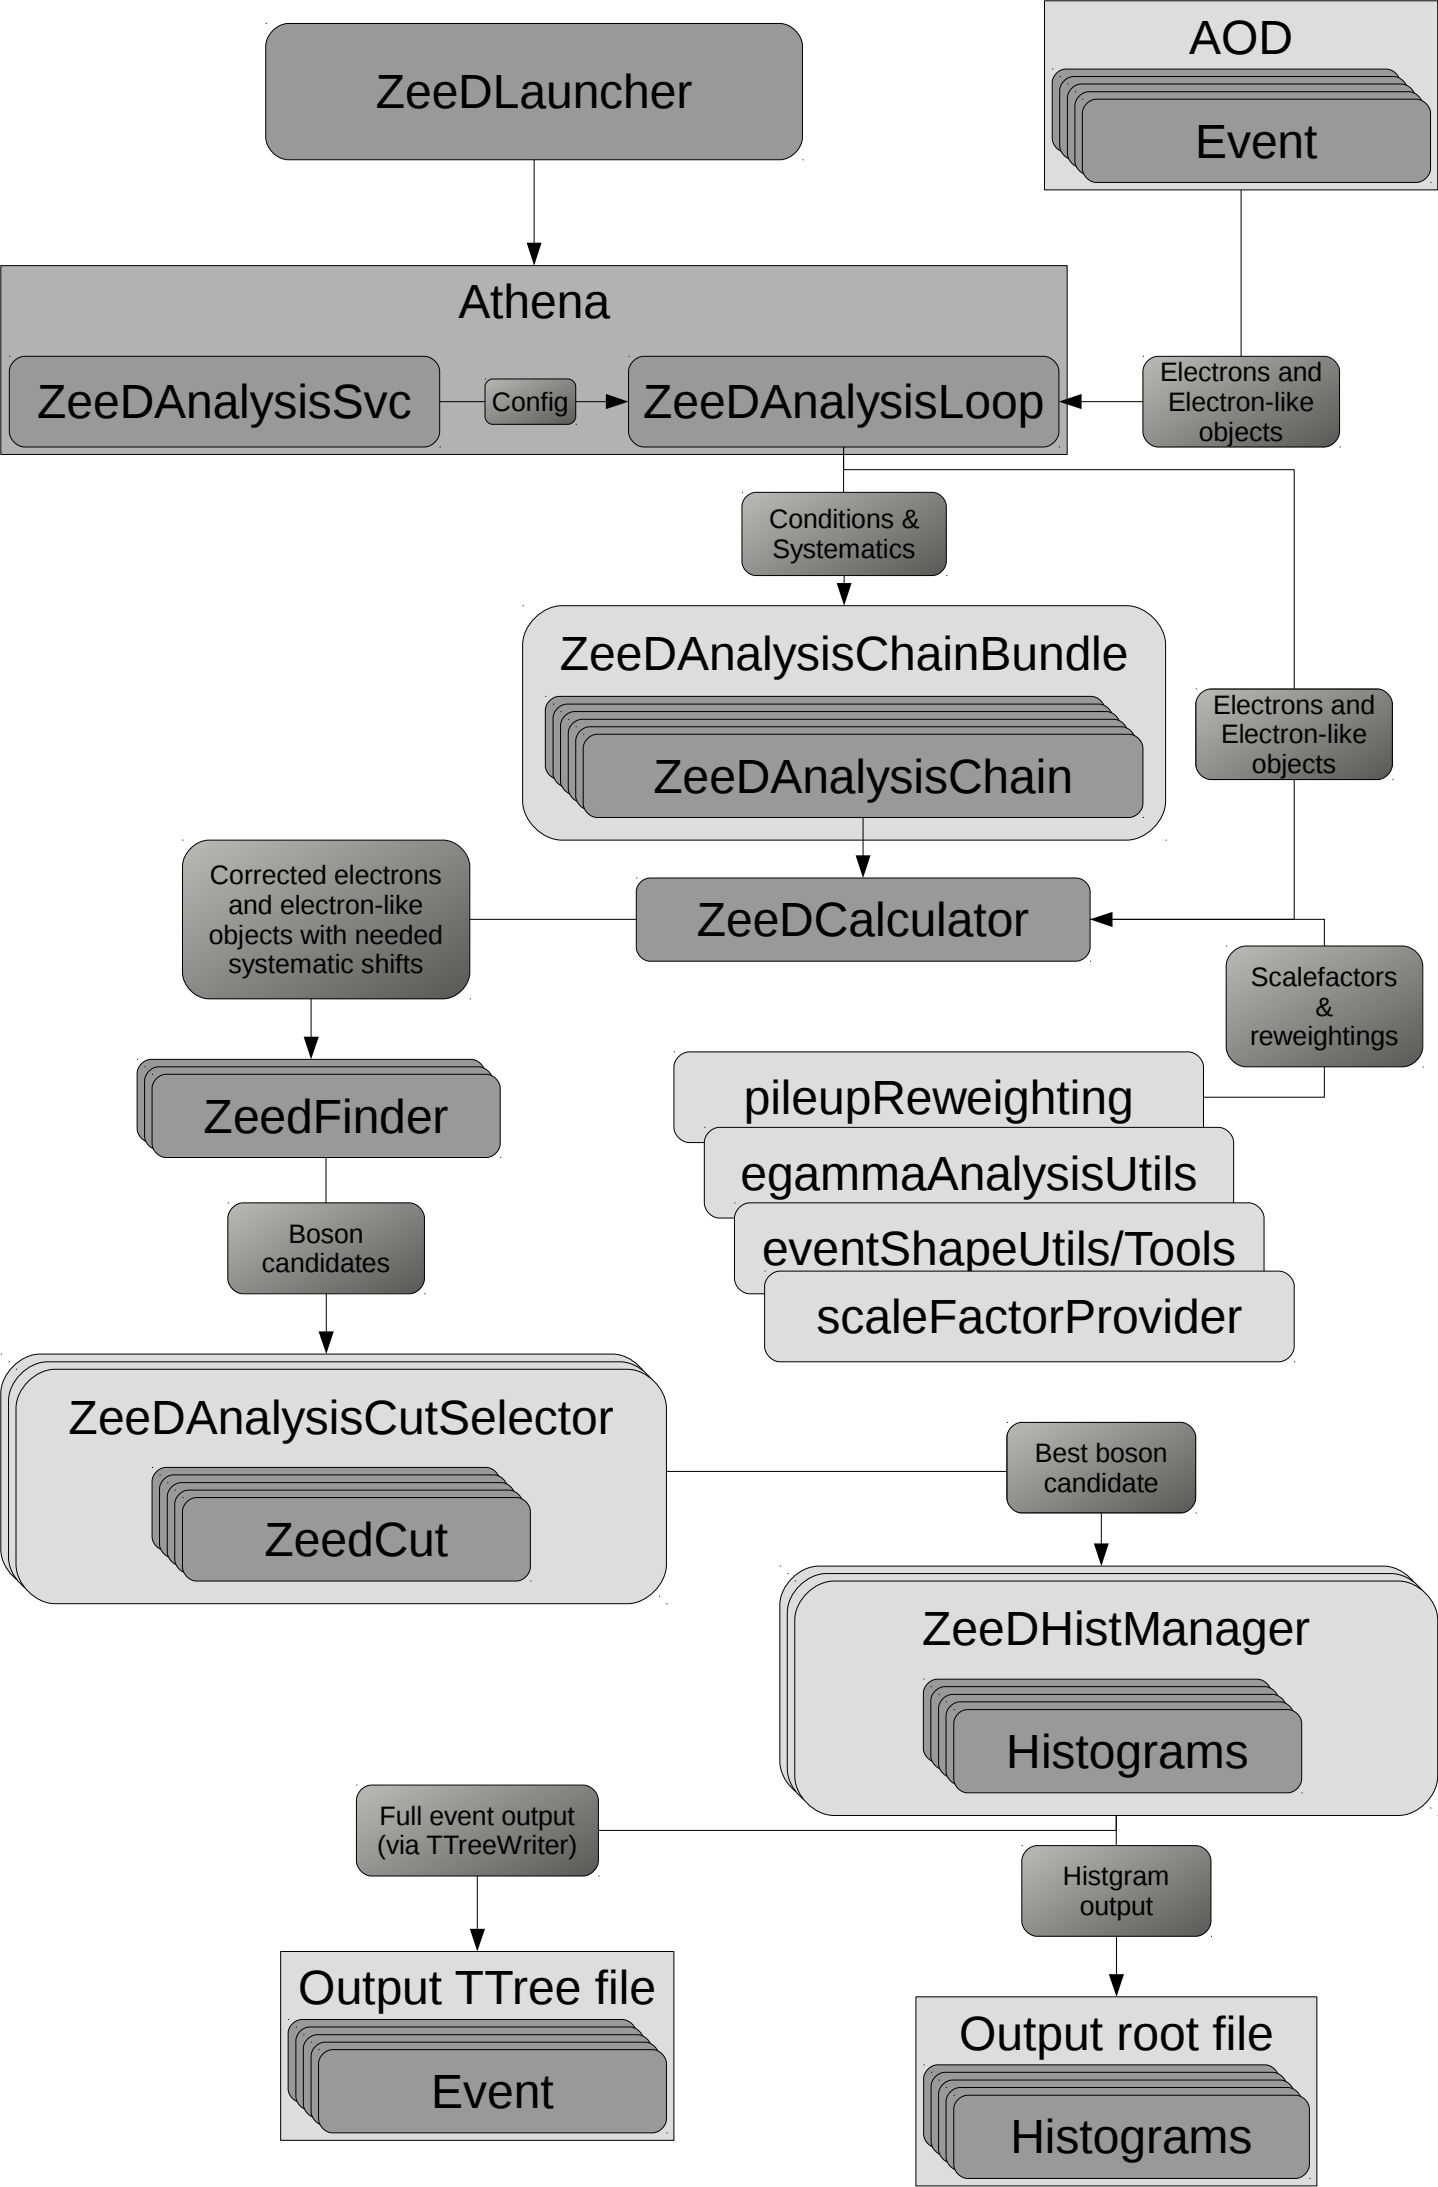 ZeeDLauncher
AOD
Event
Athena
ZeeDAnalysisSvc
Config
ZeeDAnalysisLoop
Electrons and
Electron-like
objects
Conditions &
Systematics
ZeeDAnalysisChainBundle
ZeeDAnalysisChain
Electrons and
Electron-like
objects
Corrected electrons
and electron-like
objects with needed
systematic shifts
ZeeDCalculator
Scalefactors
&
reweightings
ZeedFinder
pileupReweighting
egammaAnalysisUtils
eventShapeUtils/Tools
scaleFactorProvider
Boson
candidates
ZeeDAnalysisCutSelector
ZeedCut
Best boson
candidate
ZeeDHistManager
Histograms
Full event output
(via TTreeWriter)
Histgram
output
Output TTree file
Event
Output root file
Histograms